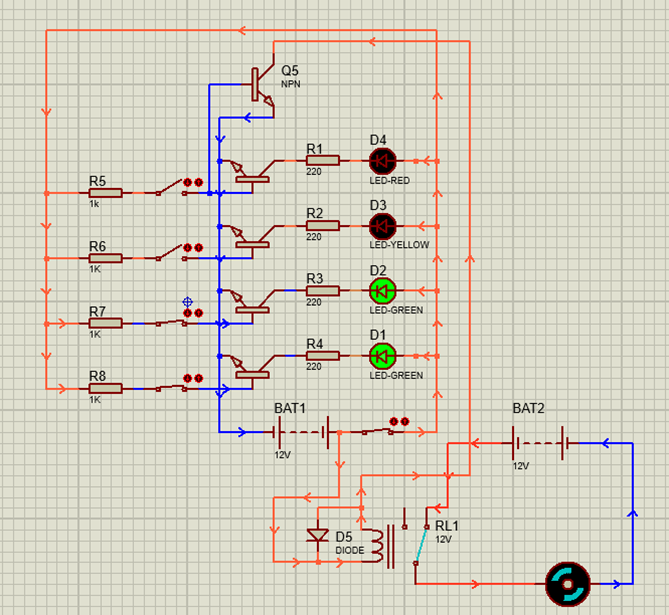 Q5
NPN
R1
220
D4
LED-RED
R5
1k
R2
220
D3
LED-YELLOW
R6
1K
R3
220
D2
LED-GREEN
R7
1K
R4
220
D1
LED-GREEN
R8
1K
BAT1
12V
BAT2
12V
D5
DIODE
RL1
12V